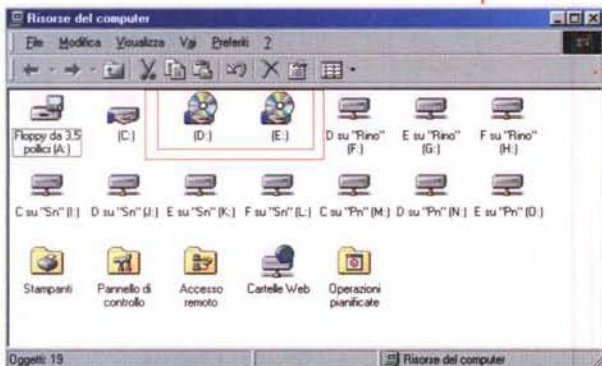 Risorse del computer
File Modifica Visualizza Vai Preferiti ?
Floppy da 3,5 pollici (A:)
(C:)
(D:)
(E:)
D su "Rino" (F:)
E su "Rino" (G:)
F su "Rino" (H:)
C su "Sn" (I:)
D su "Sn" (J:)
E su "Sn" (K:)
F su "Sn" (L:)
C su "Pn" (M:)
D su "Pn" (N:)
E su "Pn" (O:)
Stampanti
Pannello di controllo
Accesso remoto
Cartelle Web
Operazioni pianificate
Oggetti: 19
Risorse del computer